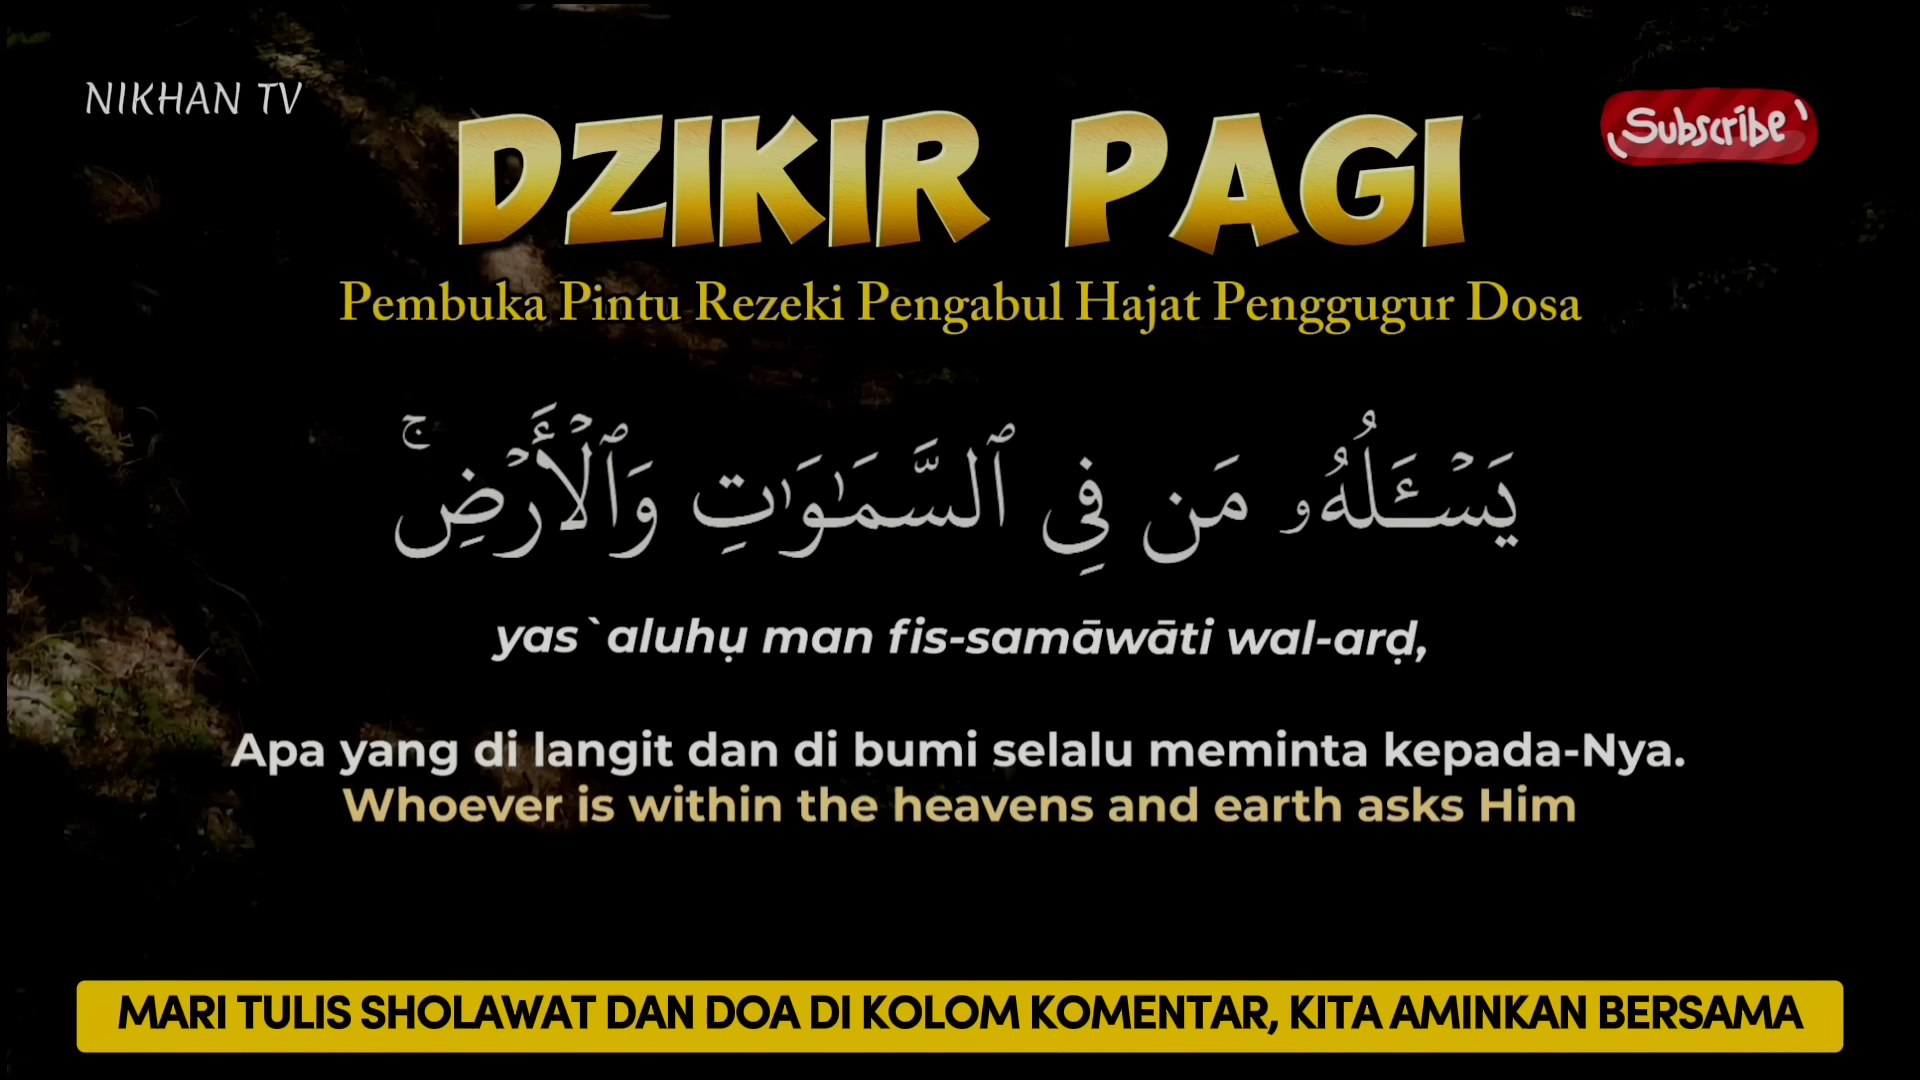 NIKHAN TV
Subscribe
DZIKIR PAGI
Pembuka Pintu Rezeki Pengabul Hajat Penggugur Dosa
يَسْـَٔلُهُۥ مَن فِى ٱلسَّمَٰوَٰتِ وَٱلْأَرْضِ ۚ
yas`aluhụ man fis-samāwāti wal-arḍ,
Apa yang di langit dan di bumi selalu meminta kepada-Nya.
Whoever is within the heavens and earth asks Him
MARI TULIS SHOLAWAT DAN DOA DI KOLOM KOMENTAR, KITA AMINKAN BERSAMA